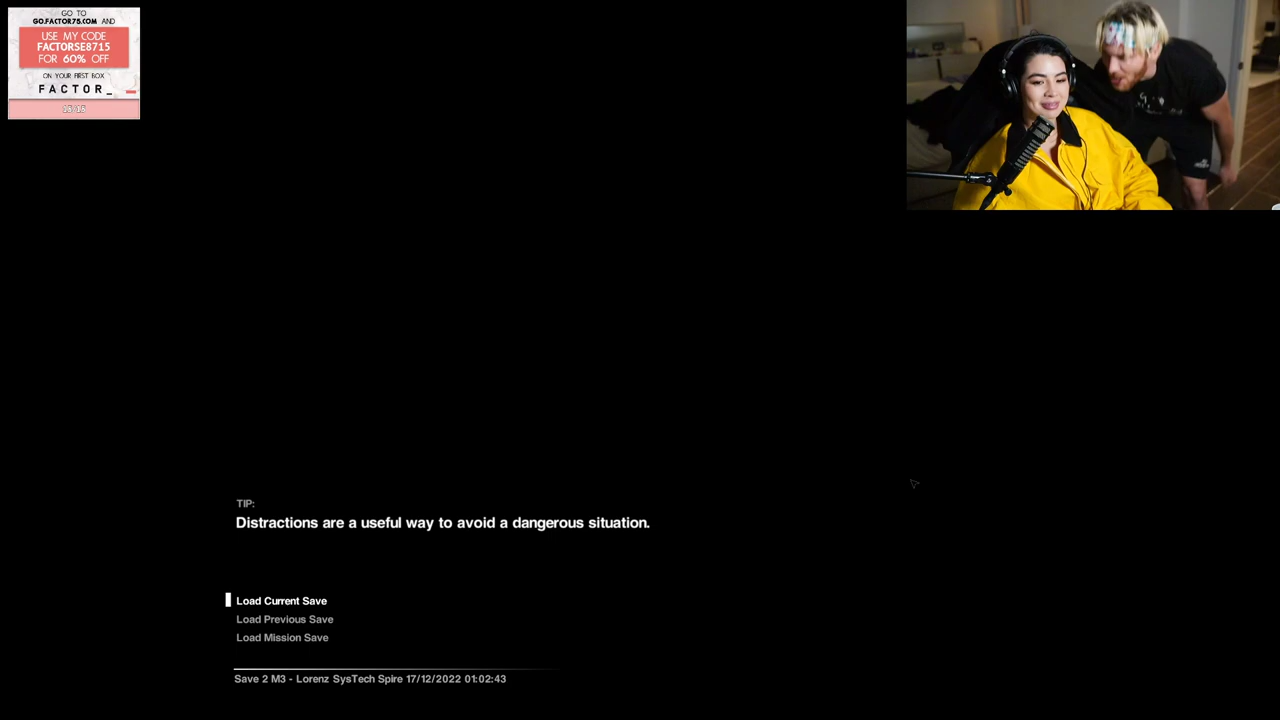 GO TO
GO.FACTOR75.COM AND
USE MY CODE
FACTORSE8715
FOR 60% OFF
ON YOUR FIRST BOX
FACTOR_
TIP:
Distractions are a useful way to avoid a dangerous situation.
Load Current Save
Load Previous Save
Load Mission Save
Save 2 M3 - Lorenz SysTech Spire 17/12/2022 01:02:43